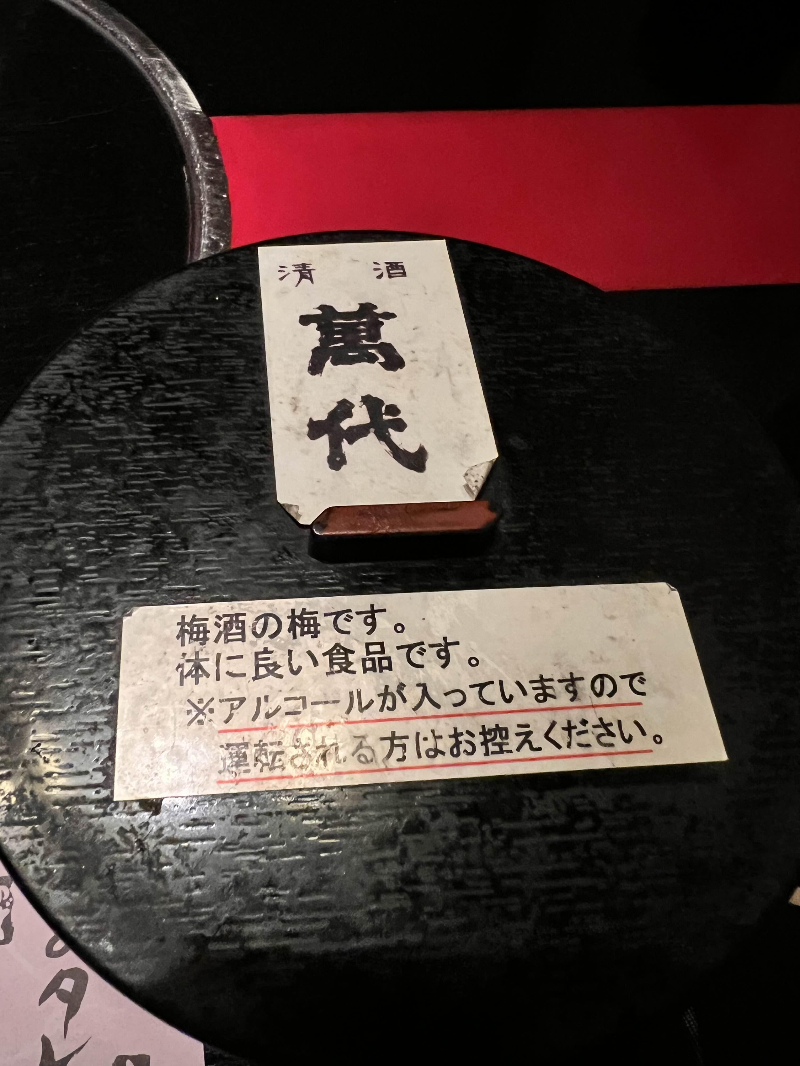 清 酒
萬代
梅酒の梅です。
体に良い食品です。
※アルコールが入っていますので
運転される方はお控えください。
タレ